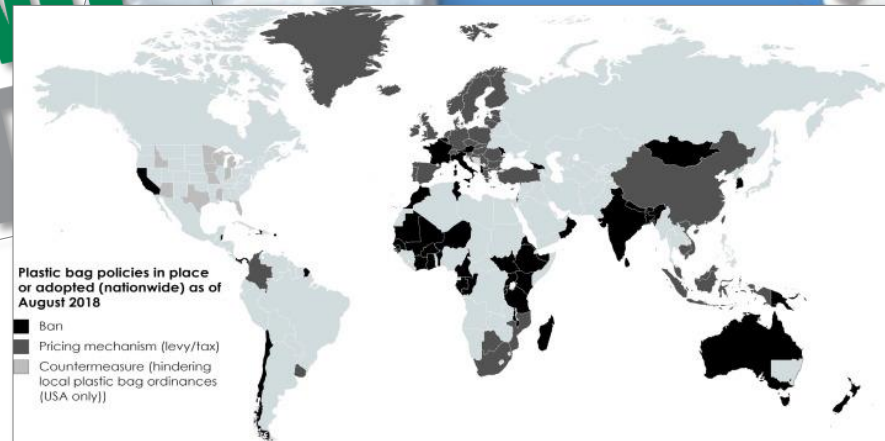 Plastic bag policies in place
or adopted (nationwide) as of
August 2018
Ban
Pricing mechanism (levy/tax)
Countermeasure (hindering
local plastic bag ordinances
(USA only))